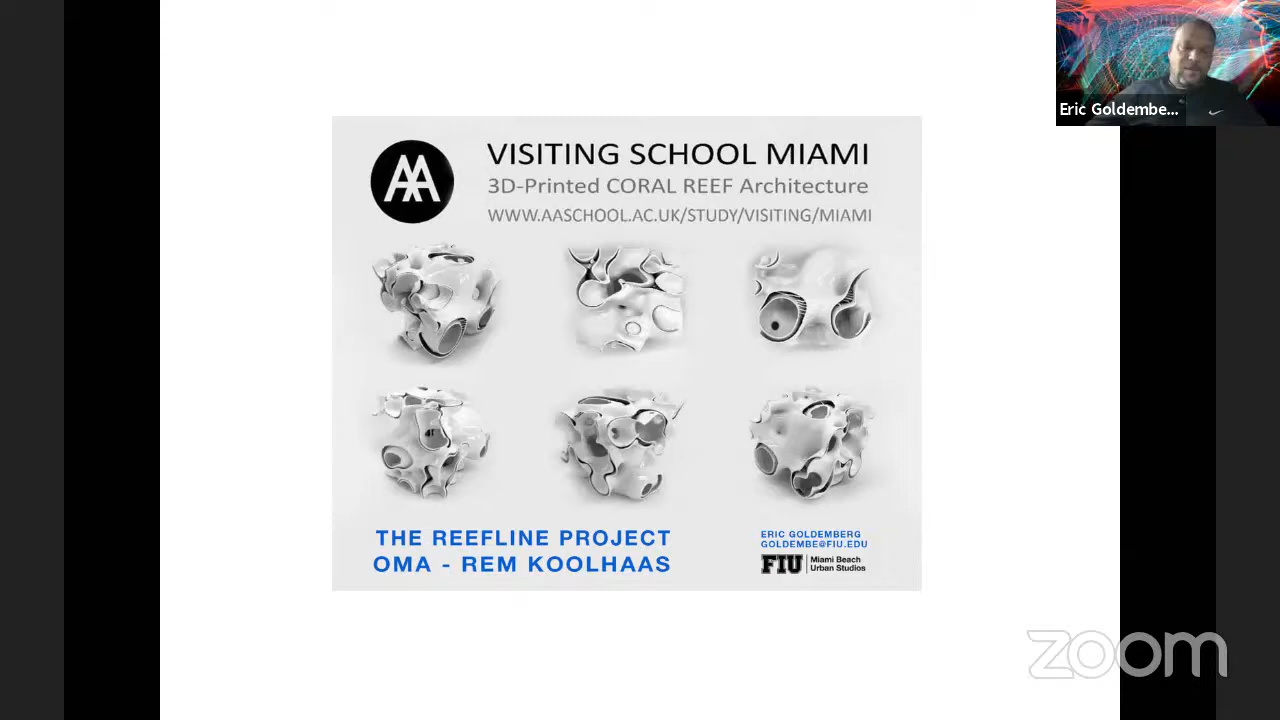 Eric Goldembe...
AA
VISITING SCHOOL MIAMI
3D-Printed CORAL REEF Architecture
WWW.AASCHOOL.AC.UK/STUDY/VISITING/MIAMI
THE REEFLINE PROJECT
OMA - REM KOOLHAAS
ERIC GOLDEMBERG
GOLDEMBE@FIU.EDU
FIU Miami Beach
Urban Studios
zoom